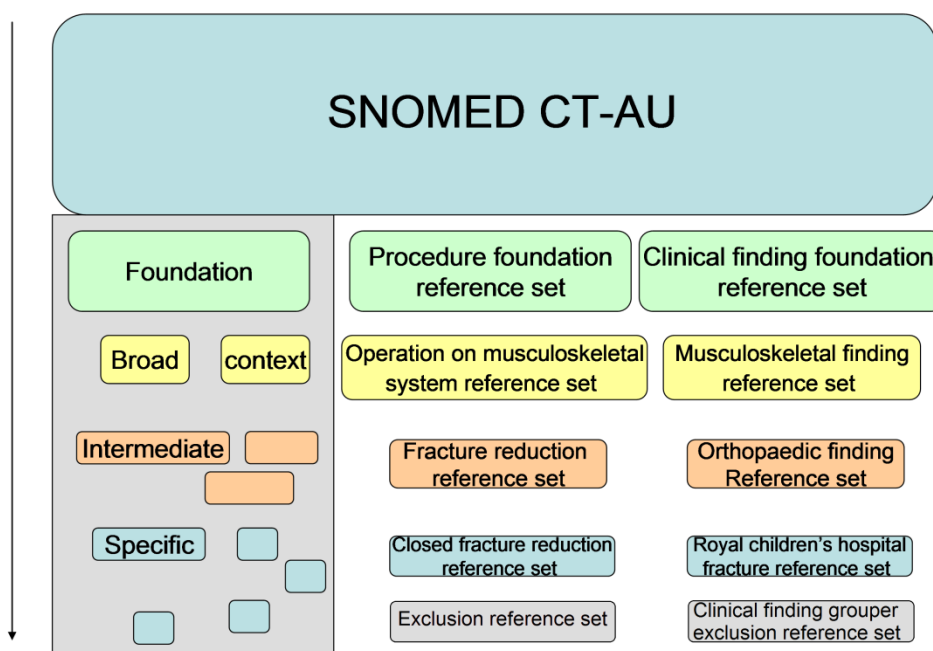 SNOMED CT-AU
Foundation
Procedure foundation
reference set
Clinical finding foundation
reference set
Broad
context
Operation on musculoskeletal
system reference set
Musculoskeletal finding
reference set
Intermediate
Fracture reduction
reference set
Orthopaedic finding
Reference set
Specific
Closed fracture reduction
reference set
Royal children's hospital
fracture reference set
Exclusion reference set
Clinical finding grouper
exclusion reference set